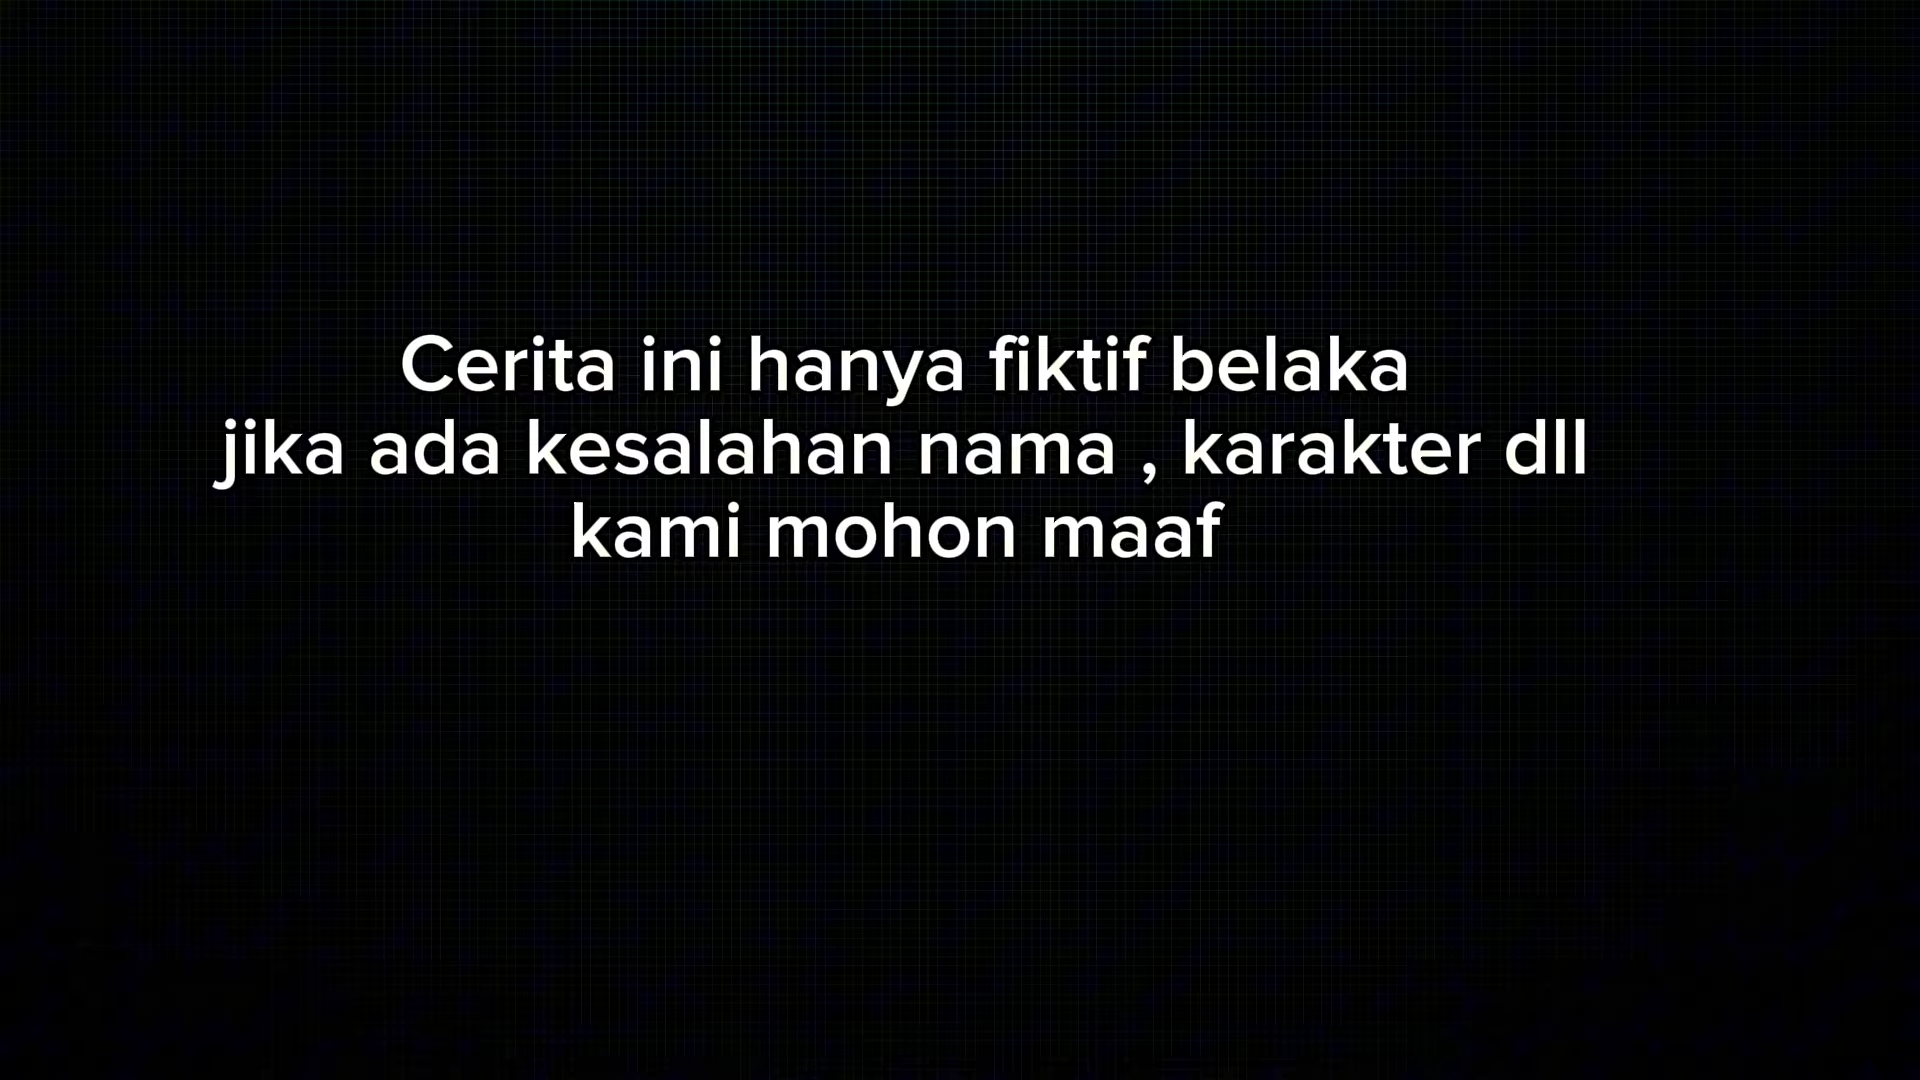 Cerita ini hanya fiktif belaka
jika ada kesalahan nama , karakter dll
kami mohon maaf